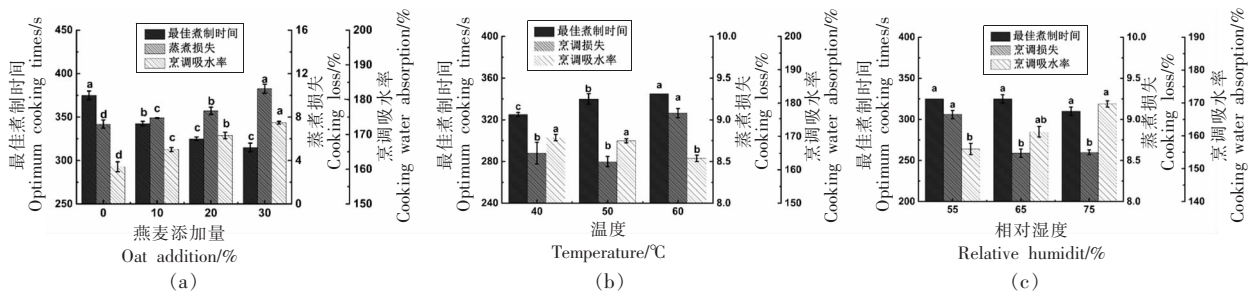 最佳煮制时间
Optimum cooking times/s
450
400
350
300
250
最佳煮制时间
蒸煮损失
烹调吸水率
a
d
d
b
a
c
c
b
b
c
a
a
0
10
20
30
16
12
8
4
0
蒸煮损失
Cooking loss/%
200
190
180
170
160
150
烹调吸水率
Cooking water absorption/%
燕麦添加量
Oat addition/%
(a)
最佳煮制时间
Optimum cooking times/s
400
360
320
280
240
最佳煮制时间
烹调损失
烹调吸水率
c
b
a
b
b
a
a
a
b
40
50
60
10.0
9.5
9.0
8.5
8.0
蒸煮损失
Cooking loss/%
200
190
180
170
160
150
烹调吸水率
Cooking water absorption/%
温度
Temperature/℃
(b)
最佳煮制时间
Optimum cooking times/s
400
350
300
250
200
最佳煮制时间
烹调损失
烹调吸水率
a
a
b
a
b
ab
a
b
a
55
65
75
10.0
9.5
9.0
8.5
8.0
蒸煮损失
Cooking loss/%
190
180
170
160
150
140
烹调吸水率
Cooking water absorption/%
相对湿度
Relative humidit/%
(c)